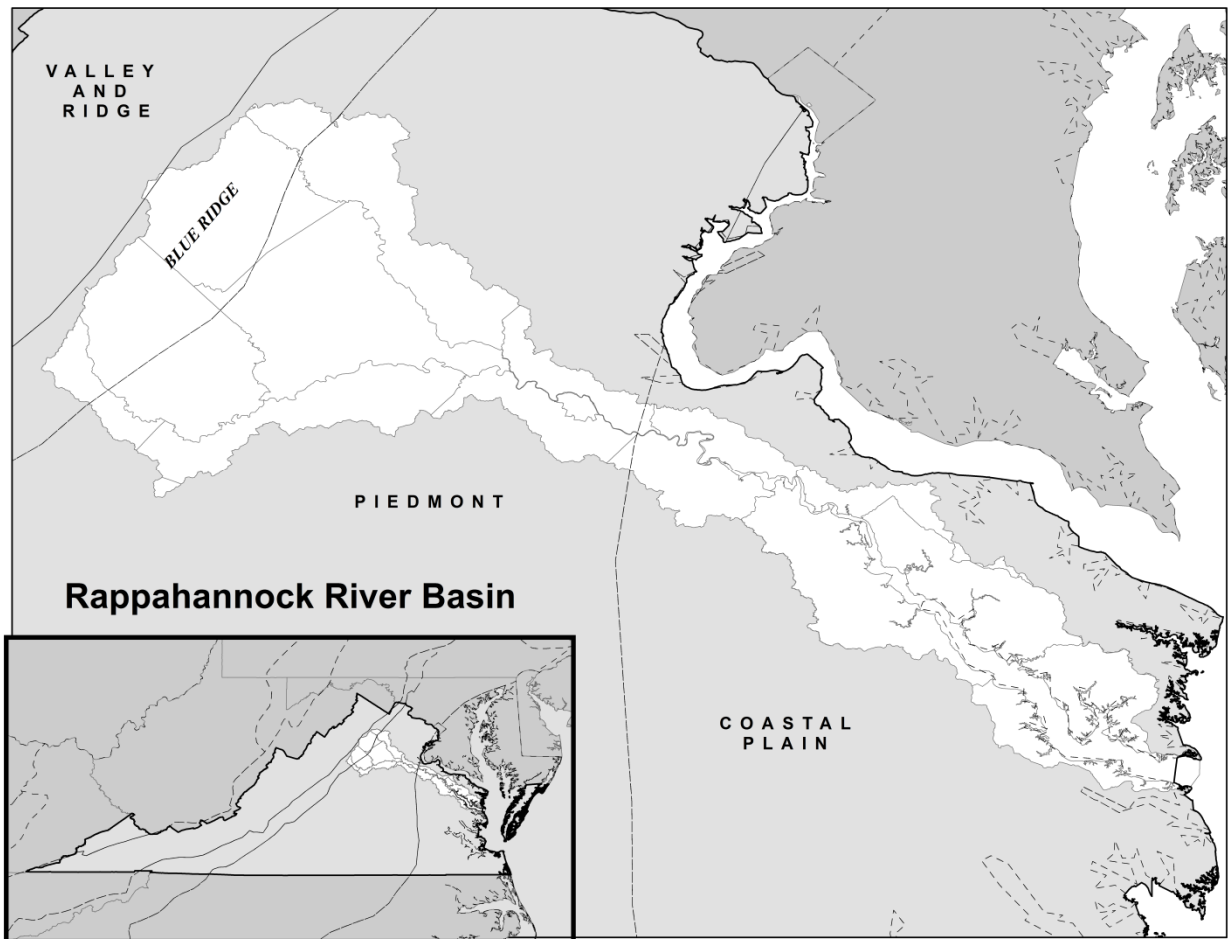 VALLEY
AND
RIDGE
BLUE RIDGE
PIEDMONT
Rappahannock River Basin
COASTAL
PLAIN